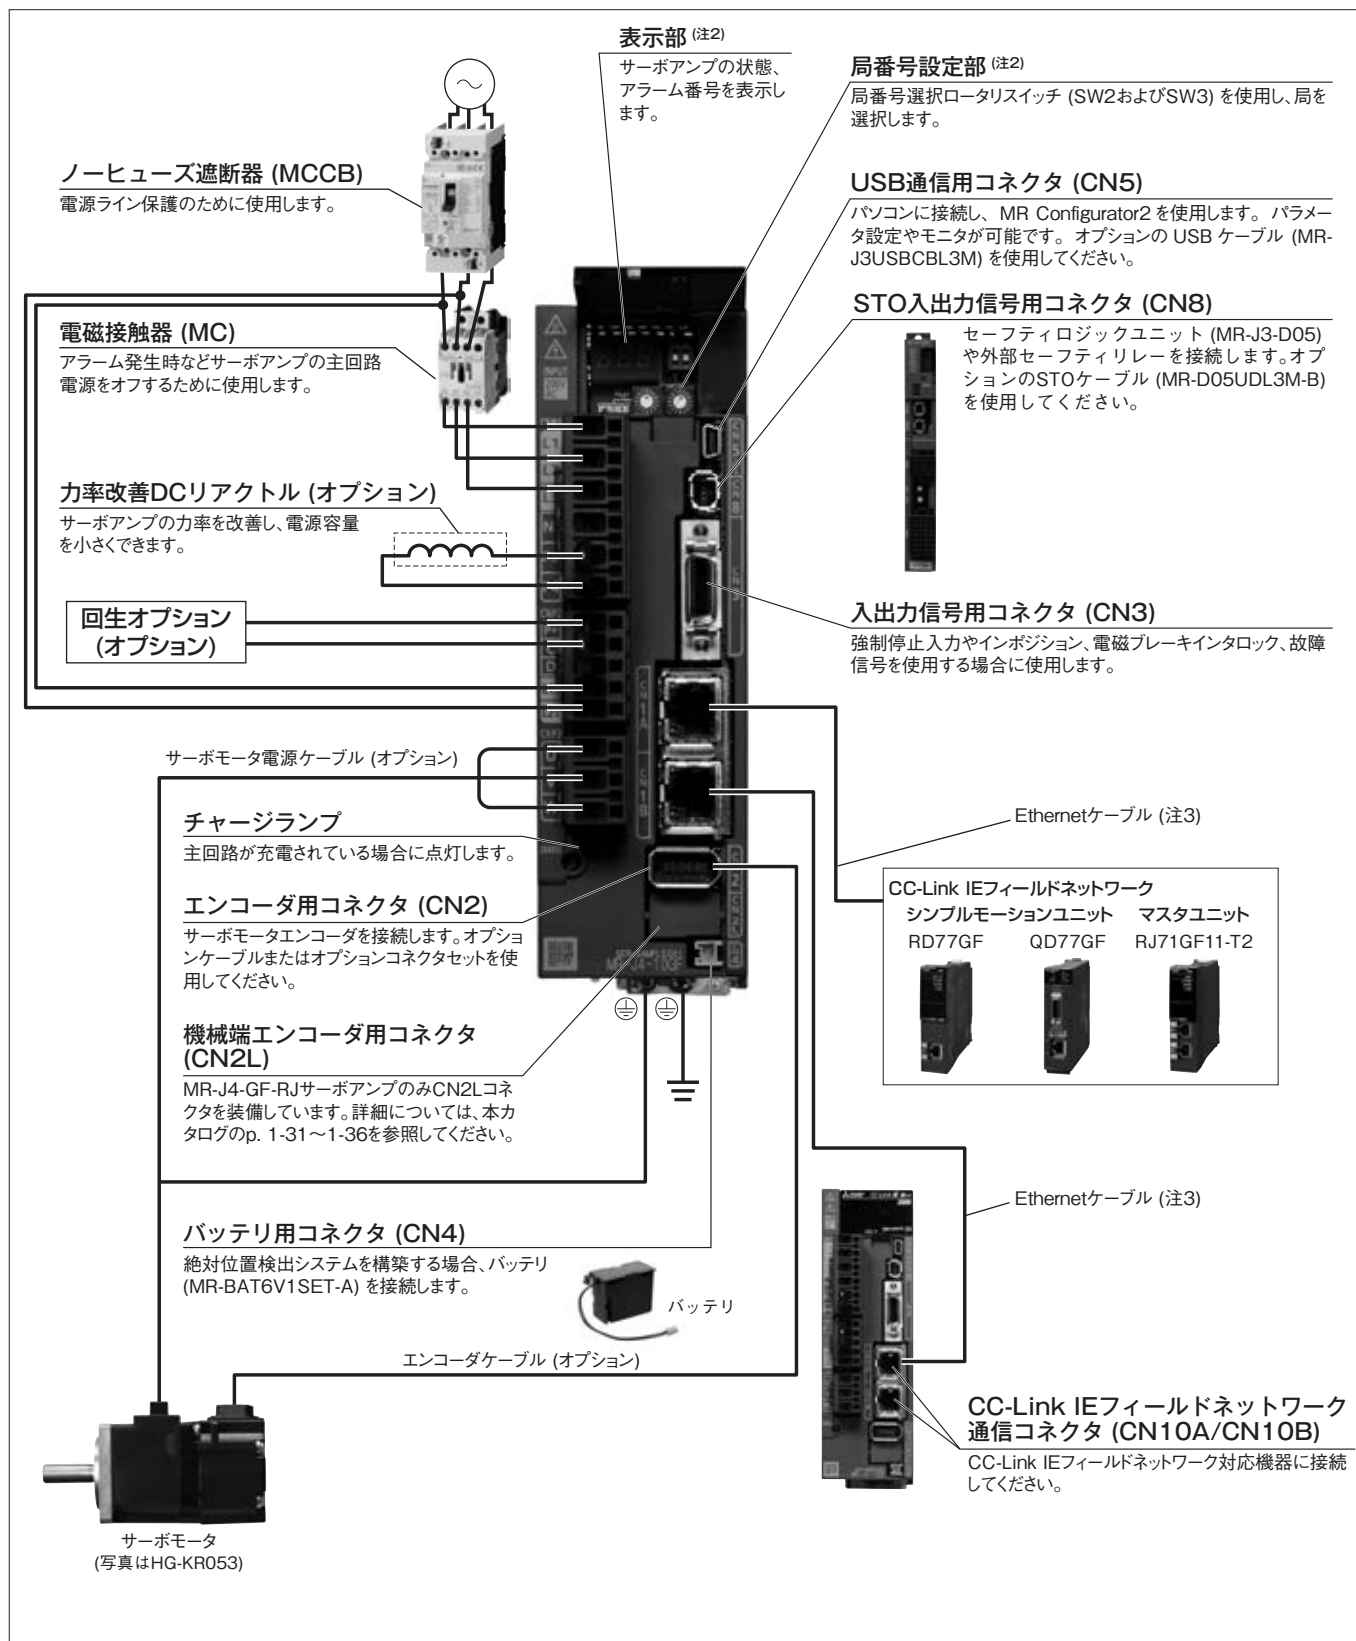 表示部 (注2)
サーボアンプの状態、
アラーム番号を表示し
ます。
局番号設定部 (注2)
局番号選択ロータリスイッチ (SW2およびSW3) を使用し、局を
選択します。
ノーヒューズ遮断器 (MCCB)
電源ライン保護のために使用します。
USB通信用コネクタ (CN5)
パソコンに接続し、MR Configurator2 を使用します。パラメー
タ設定やモニタが可能です。オプションの USB ケーブル (MR-
J3USBCBL3M) を使用してください。
STO入出力信号用コネクタ (CN8)
セーフティロジックユニット (MR-J3-D05)
や外部セーフティリレーを接続します。オプ
ションのSTOケーブル (MR-D05UDL3M-B)
を使用してください。
電磁接触器 (MC)
アラーム発生時などサーボアンプの主回路
電源をオフするために使用します。
力率改善DCリアクトル (オプション)
サーボアンプの力率を改善し、電源容量
を小さくできます。
回生オプション
(オプション)
入出力信号用コネクタ (CN3)
強制停止入力やインポジション、電磁ブレーキインタロック、故障
信号を使用する場合に使用します。
サーボモータ電源ケーブル (オプション)
チャージランプ
主回路が充電されている場合に点灯します。
Ethernetケーブル (注3)
CC-Link IEフィールドネットワーク
シンプルモーションユニット マスタユニット
RD77GF QD77GF RJ71GF11-T2
エンコーダ用コネクタ (CN2)
サーボモータエンコーダを接続します。オプショ
ンケーブルまたはオプションコネクタセットを使
用してください。
機械端エンコーダ用コネクタ
(CN2L)
MR-J4-GF-RJサーボアンプのみCN2Lコネ
クタを装備しています。詳細については、本カ
タログのp. 1-31～1-36を参照してください。
Ethernetケーブル (注3)
バッテリ用コネクタ (CN4)
絶対位置検出システムを構築する場合、バッテリ
(MR-BAT6V1SET-A) を接続します。
バッテリ
エンコーダケーブル (オプション)
CC-Link IEフィールドネットワーク
通信コネクタ (CN10A/CN10B)
CC-Link IEフィールドネットワーク対応機器に接続
してください。
サーボモータ
(写真はHG-KR053)